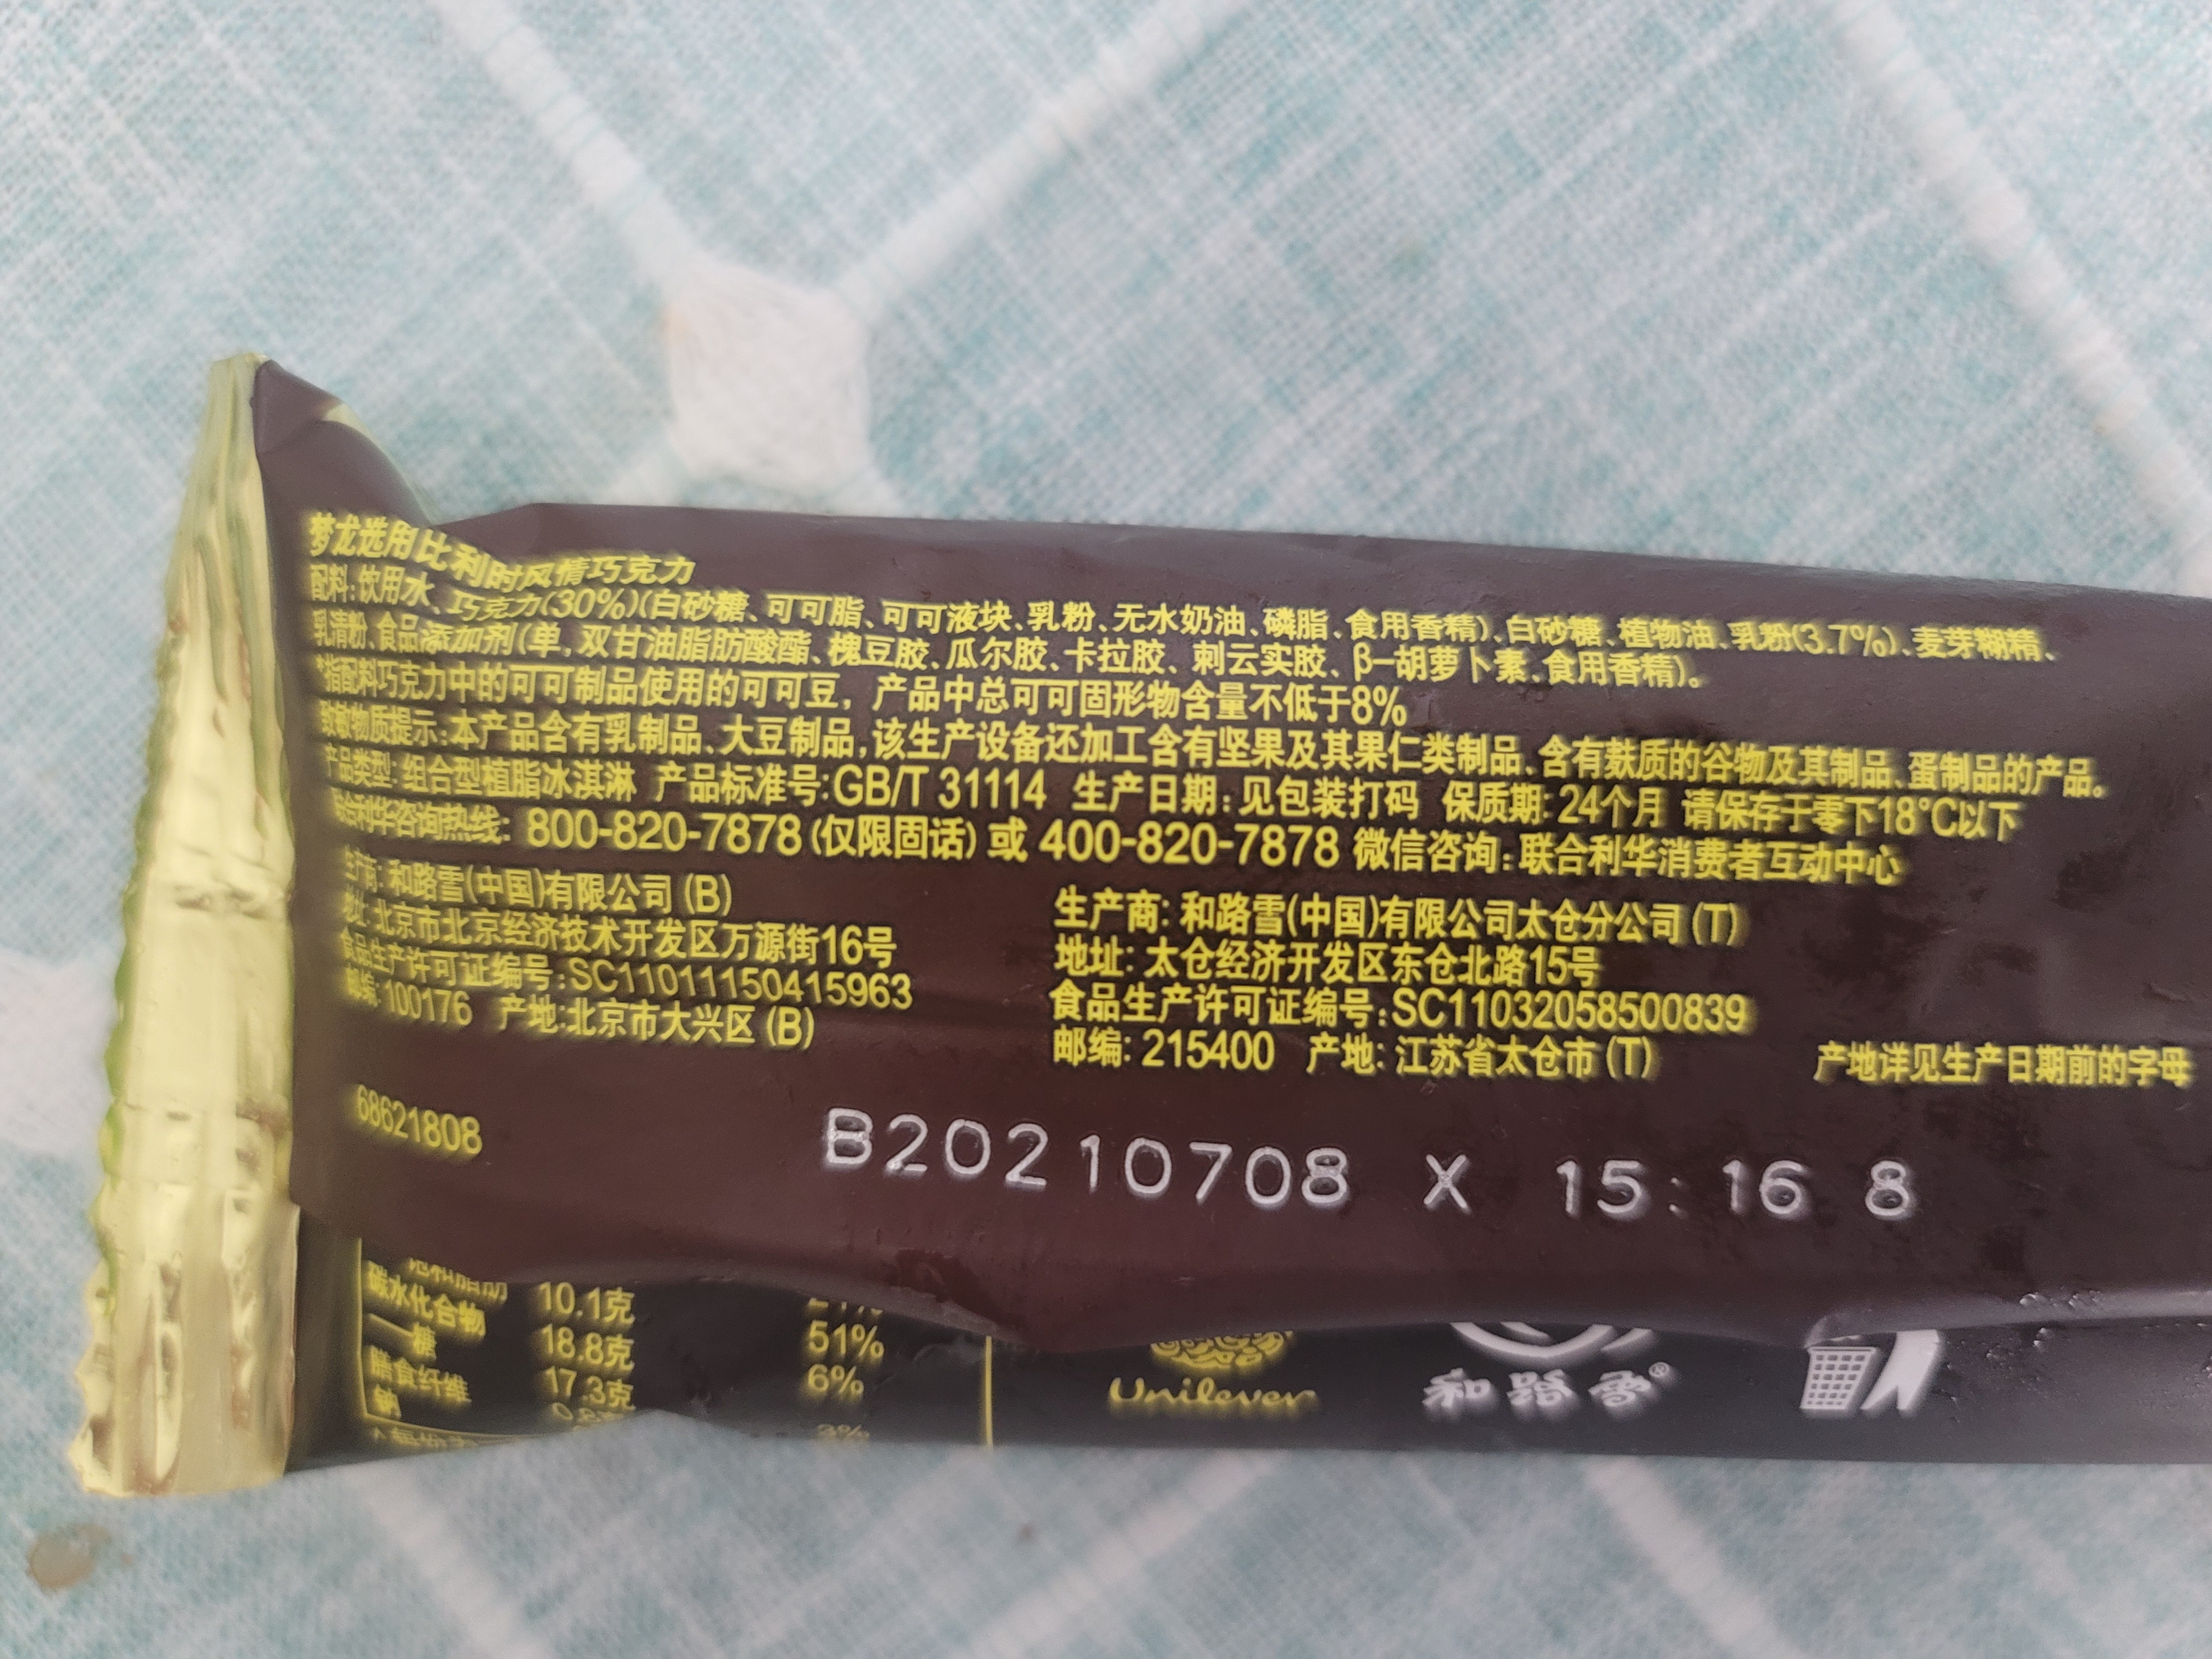 梦龙选用比利时风情巧克力
配料:饮用水、巧克力(30%)(白砂糖、可可脂、可可液块、乳粉、无水奶油、磷脂、食用香精)、白砂糖、植物油、乳粉(3.7%)、麦芽糊精、
乳清粉、食品添加剂(单,双甘油脂肪酸酯、槐豆胶、瓜尔胶、卡拉胶、刺云实胶、β-胡萝卜素、食用香精)。
*指配料巧克力中的可可制品使用的可可豆，产品中总可可固形物含量不低于8%
致敏物质提示:本产品含有乳制品、大豆制品,该生产设备还加工含有坚果及其果仁类制品、含有麸质的谷物及其制品、蛋制品的产品。
产品类型: 组合型植脂冰淇淋 产品标准号:GB/T 31114 生产日期: 见包装打码 保质期: 24个月 请保存于零下18°C以下
联合利华咨询热线: 800-820-7878 (仅限固话) 或 400-820-7878 微信咨询: 联合利华消费者互动中心
生产商: 和路雪(中国)有限公司 (B)
地址: 北京市北京经济技术开发区万源街16号
食品生产许可证编号:SC11011150415963
邮编: 100176 产地:北京市大兴区 (B)
生产商: 和路雪(中国)有限公司太仓分公司 (T)
地址: 太仓经济开发区东仓北路15号
食品生产许可证编号: SC11032058500839
邮编: 215400 产地: 江苏省太仓市 (T)
产地详见生产日期前的字母
68621808
B20210708 X 15:16 8
饱和脂肪 10.1克 51%
碳水化合物 18.8克 6%
—糖 17.3克
膳食纤维
钠 3%
Unilever
和路雪®